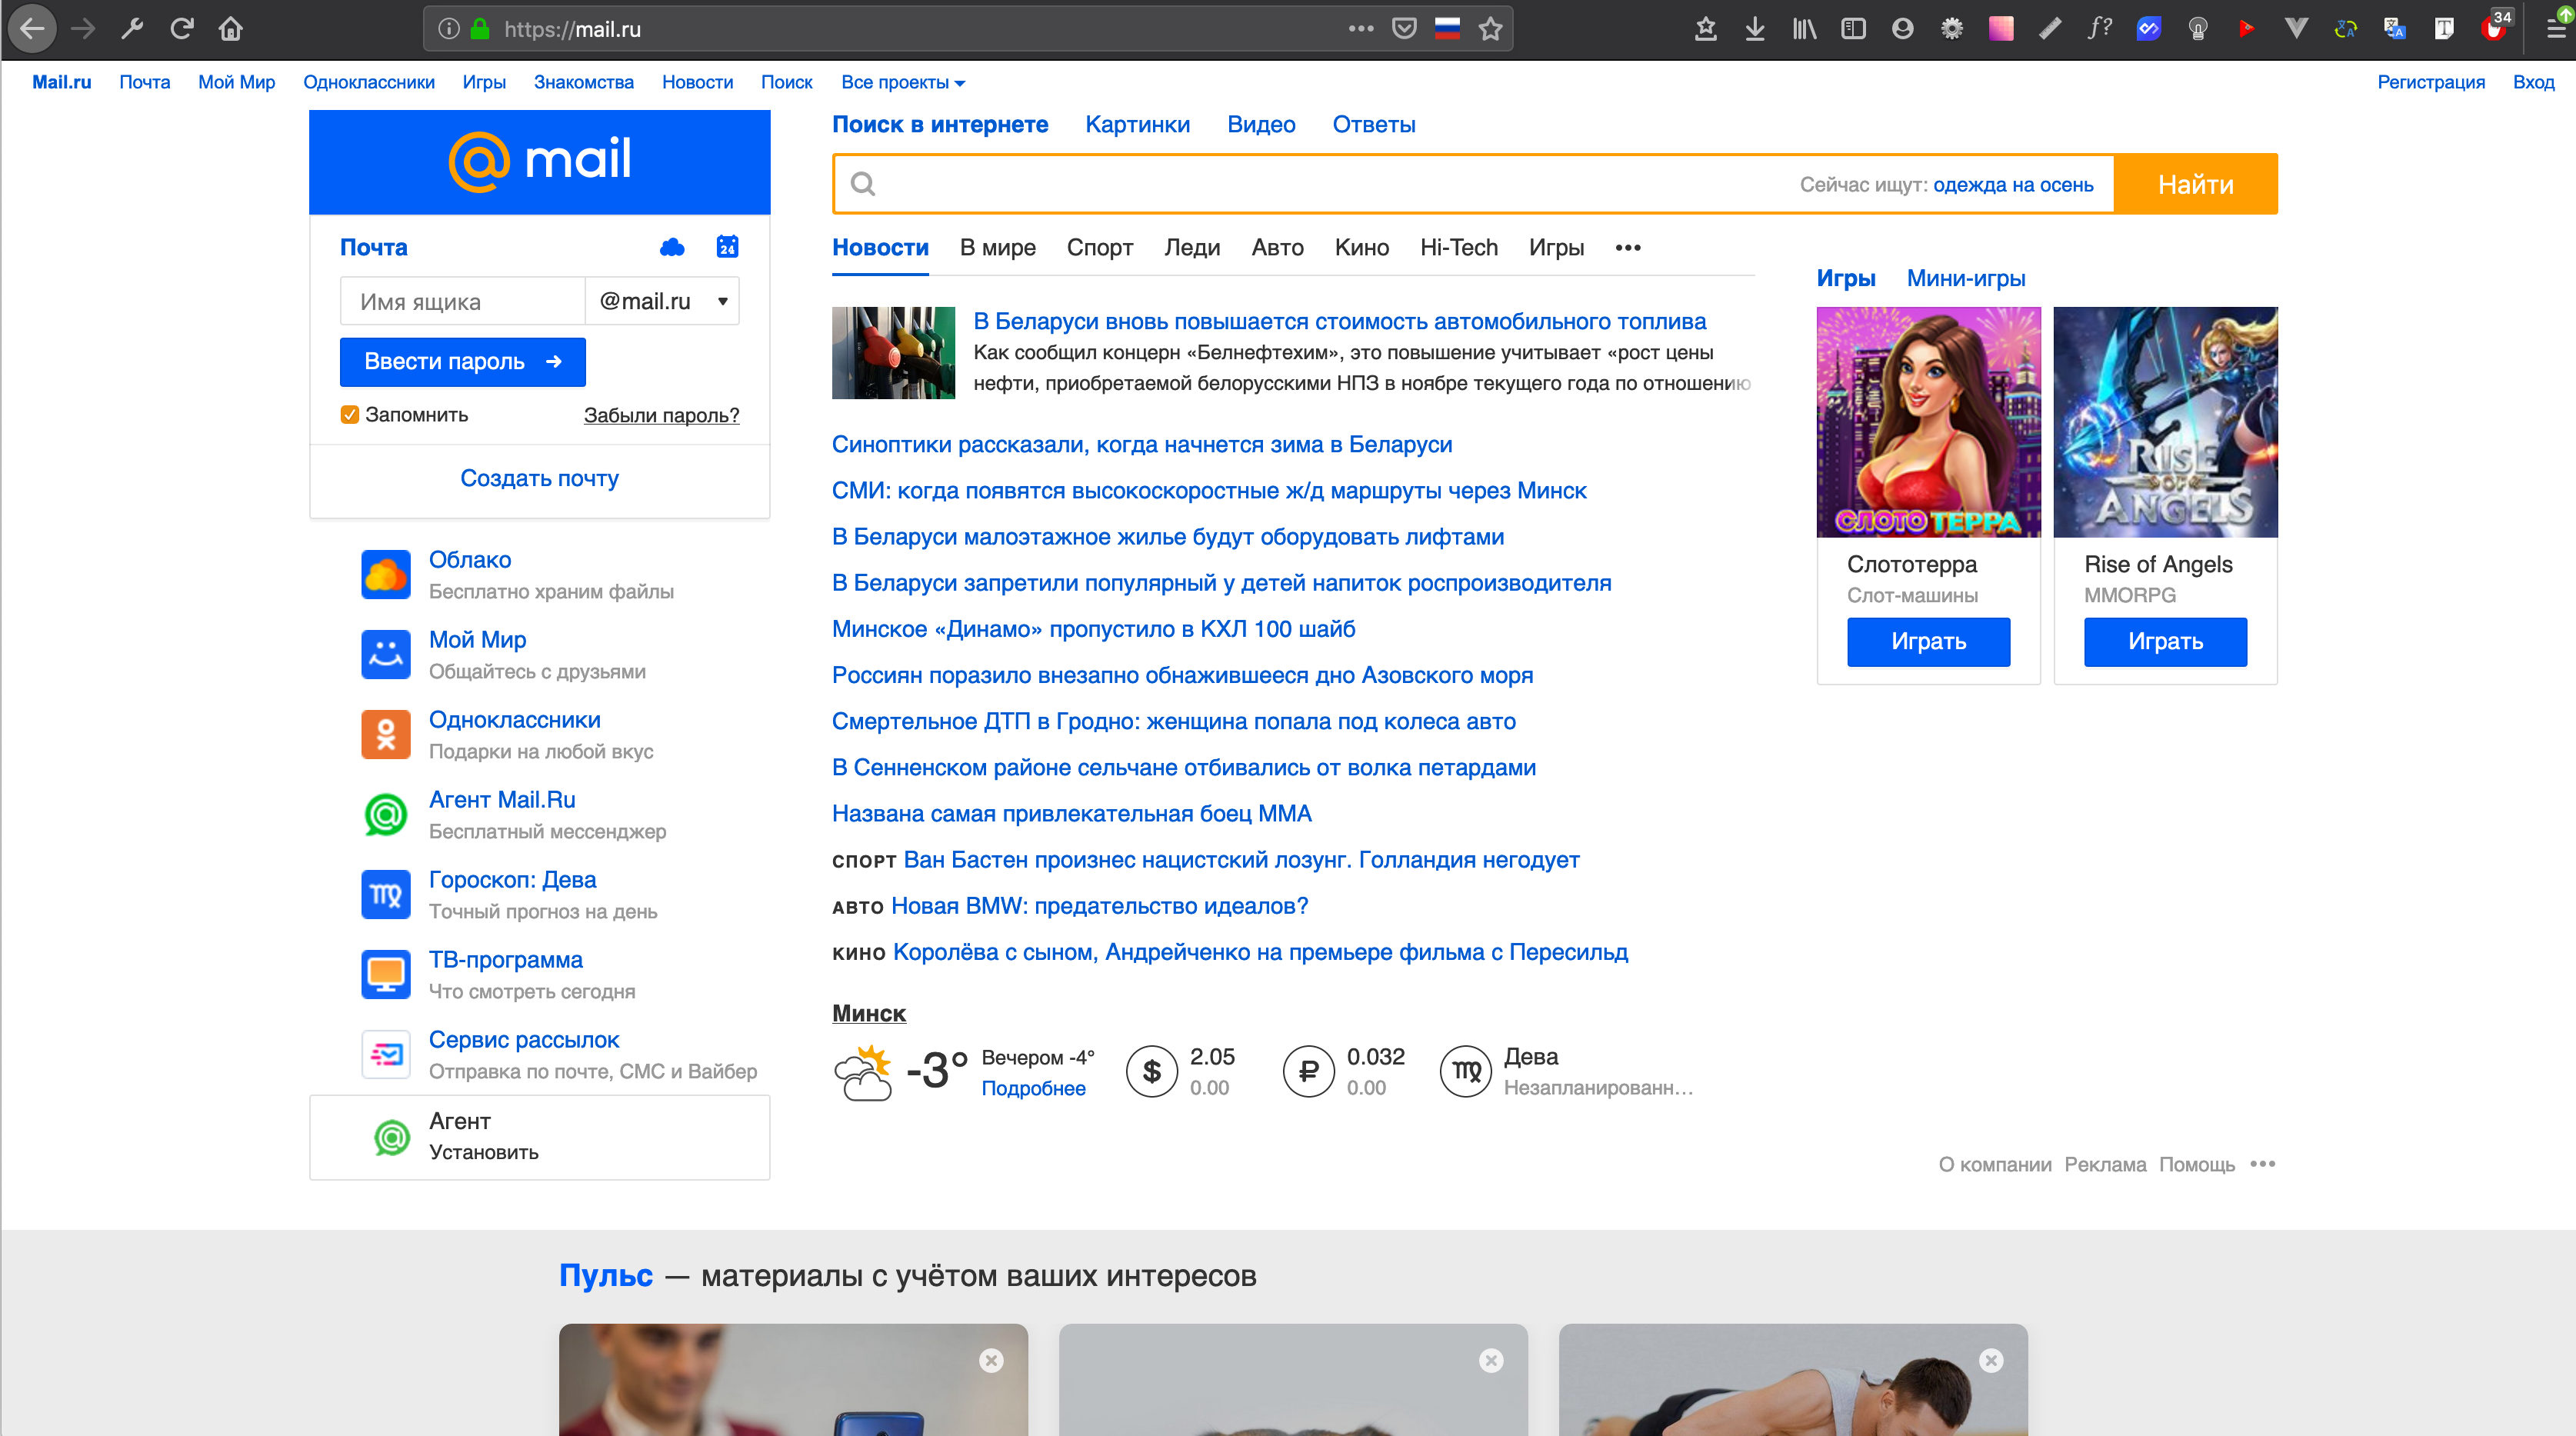 https://mail.ru
34
Mail.ru Почта Мой Мир Одноклассники Игры Знакомства Новости Поиск Все проекты
Регистрация Вход
@mail
Почта
24
Имя ящика @mail.ru
Ввести пароль →
Запомнить Забыли пароль?
Создать почту
Облако
Бесплатно храним файлы
Мой Мир
Общайтесь с друзьями
Одноклассники
Подарки на любой вкус
Агент Mail.Ru
Бесплатный мессенджер
Гороскоп: Дева
Точный прогноз на день
ТВ-программа
Что смотреть сегодня
Сервис рассылок
Отправка по почте, СМС и Вайбер
Агент
Установить
Поиск в интернете Картинки Видео Ответы
Сейчас ищут: одежда на осень Найти
Новости В мире Спорт Леди Авто Кино Hi-Tech Игры •••
В Беларуси вновь повышается стоимость автомобильного топлива
Как сообщил концерн «Белнефтехим», это повышение учитывает «рост цены
нефти, приобретаемой белорусскими НПЗ в ноябре текущего года по отношению
Синоптики рассказали, когда начнется зима в Беларуси
СМИ: когда появятся высокоскоростные ж/д маршруты через Минск
В Беларуси малоэтажное жилье будут оборудовать лифтами
В Беларуси запретили популярный у детей напиток роспроизводителя
Минское «Динамо» пропустило в КХЛ 100 шайб
Россиян поразило внезапно обнажившееся дно Азовского моря
Смертельное ДТП в Гродно: женщина попала под колеса авто
В Сенненском районе сельчане отбивались от волка петардами
Названа самая привлекательная боец ММА
СПОРТ Ван Бастен произнес нацистский лозунг. Голландия негодует
АВТО Новая BMW: предательство идеалов?
КИНО Королёва с сыном, Андрейченко на премьере фильма с Пересильд
Минск
-3° Вечером -4°
Подробнее
$ 2.05
0.00
₽ 0.032
0.00
Дева
Незапланированн…
Игры Мини-игры
СЛОТОТЕРРА
RISE OF ANGELS
Слототерра
Слот-машины
Играть
Rise of Angels
MMORPG
Играть
О компании Реклама Помощь •••
Пульс — материалы с учётом ваших интересов